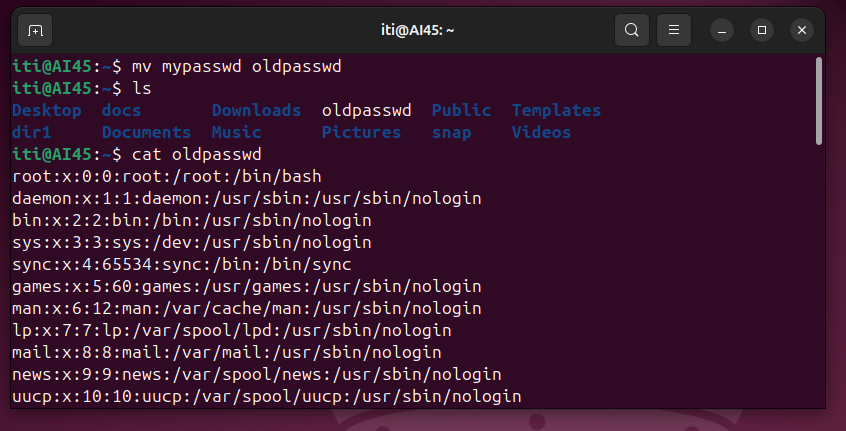 iti@AI45: ~
iti@AI45:~$ mv mypasswd oldpasswd
iti@AI45:~$ ls
Desktop  docs       Downloads  oldpasswd  Public  Templates
dir1     Documents  Music      Pictures   snap    Videos
iti@AI45:~$ cat oldpasswd
root:x:0:0:root:/root:/bin/bash
daemon:x:1:1:daemon:/usr/sbin:/usr/sbin/nologin
bin:x:2:2:bin:/bin:/usr/sbin/nologin
sys:x:3:3:sys:/dev:/usr/sbin/nologin
sync:x:4:65534:sync:/bin:/bin/sync
games:x:5:60:games:/usr/games:/usr/sbin/nologin
man:x:6:12:man:/var/cache/man:/usr/sbin/nologin
lp:x:7:7:lp:/var/spool/lpd:/usr/sbin/nologin
mail:x:8:8:mail:/var/mail:/usr/sbin/nologin
news:x:9:9:news:/var/spool/news:/usr/sbin/nologin
uucp:x:10:10:uucp:/var/spool/uucp:/usr/sbin/nologin